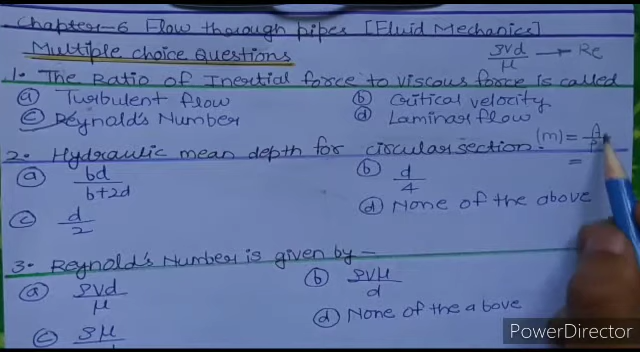 Chapter-6 Flow thorough pipes [Fluid Mechanics]
Multiple choice Questions
ρVd/μ → Re
1. The Ratio of Inertial force to viscous force is called
(a) Turbulent flow (b) Critical velocity
(c) Reynold's Number (d) Laminar flow
2. Hydraulic mean depth for circular section. (m) = A/P
=
(a) bd/b+2d (b) d/4
(c) d/2 (d) None of the above
3. Reynold's Number is given by -
(a) ρVd/μ (b) ρVμ/d
(c) ρμ (d) None of the above
PowerDirector